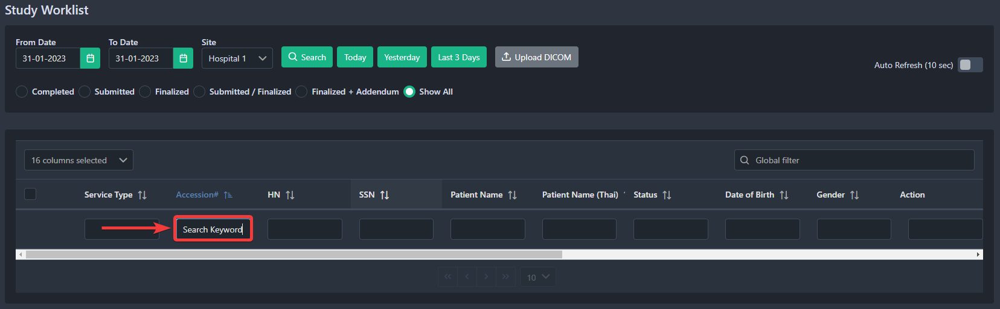 Study Worklist
From Date To Date Site
31-01-2023 31-01-2023 Hospital 1 Search Today Yesterday Last 3 Days Upload DICOM
Auto Refresh (10 sec)
Completed Submitted Finalized Submitted / Finalized Finalized + Addendum Show All
16 columns selected Global filter
Service Type Accession# HN SSN Patient Name Patient Name (Thai) Status Date of Birth Gender Action
Search Keyword
10